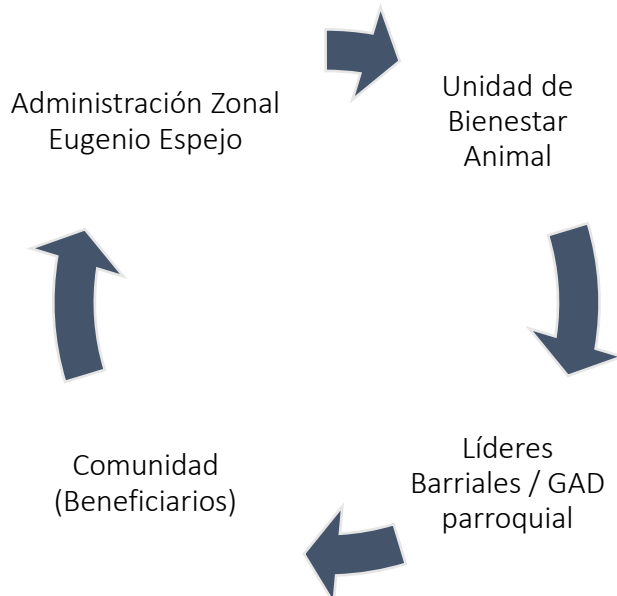 Administración Zonal
Eugenio Espejo
Unidad de
Bienestar
Animal
Líderes
Barriales / GAD
parroquial
Comunidad
(Beneficiarios)